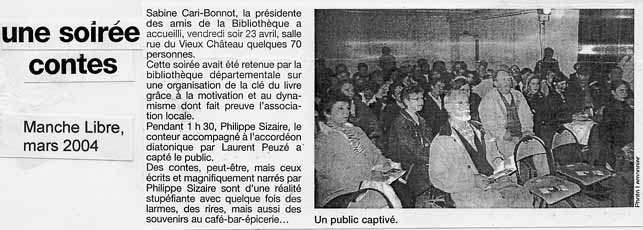 une soirée
contes
Manche Libre,
mars 2004
Sabine Cari-Bonnot, la présidente
des amis de la Bibliothèque a
accueilli, vendredi soir 23 avril, salle
rue du Vieux Château quelques 70
personnes.
Cette soirée avait été retenue par la
bibliothèque départementale sur
une organisation de la clé du livre
grâce à la motivation et au dyna-
misme dont fait preuve l'association
locale.
Pendant 1 h 30, Philippe Sizaire, le
conteur accompagné à l'accordéon
diatonique par Laurent Peuzé a
capté le public.
Des contes, peut-être, mais ceux
écrits et magnifiquement narrés par
Philippe Sizaire sont d'une réalité
stupéfiante avec quelque fois des
larmes, des rires, mais aussi des
souvenirs au café-bar-épicerie...
Un public captivé.